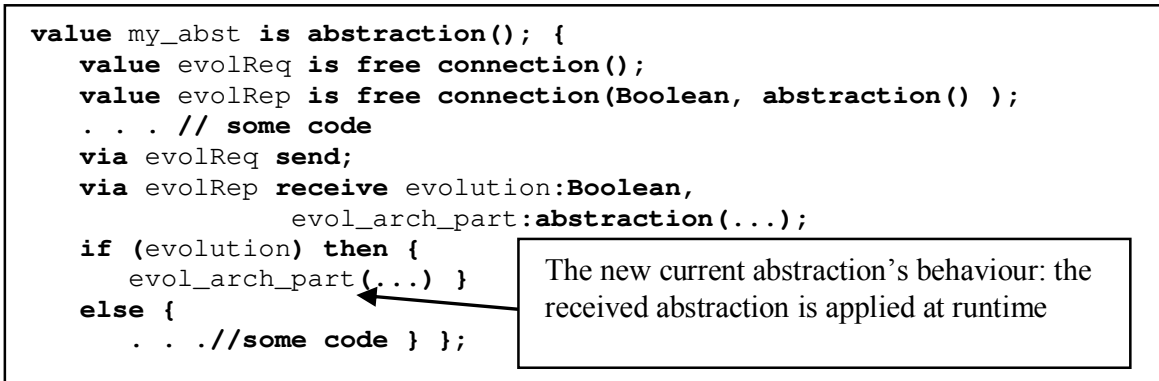 value my_abst is abstraction(); {
value evolReq is free connection();
value evolRep is free connection(Boolean, abstraction() );
. . . // some code
via evolReq send;
via evolRep receive evolution:Boolean,
evol_arch_part:abstraction(...);
if (evolution) then {
evol_arch_part(...) }
else {
. . .//some code } };
The new current abstraction’s behaviour: the
received abstraction is applied at runtime